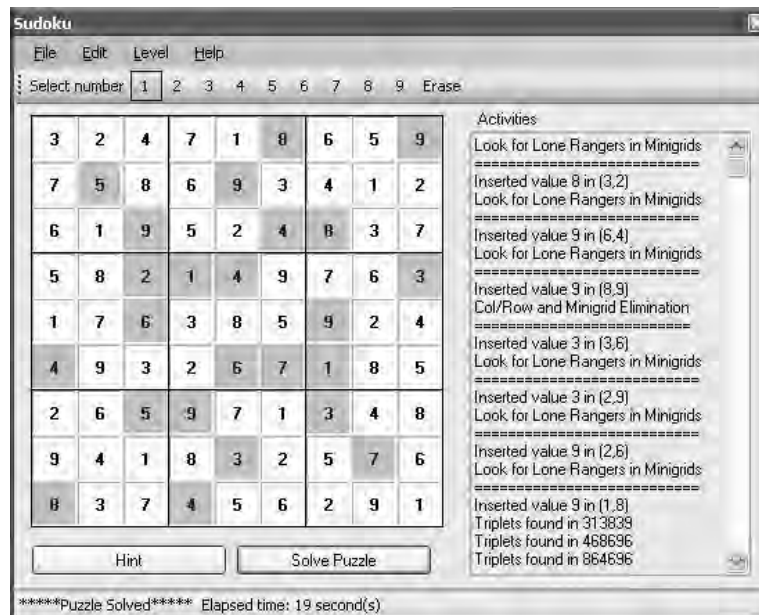 Sudoku
File Edit Level Help
Select number 1 2 3 4 5 6 7 8 9 Erase
3 2 4 7 1 8 6 5 9
7 5 8 6 9 3 4 1 2
6 1 9 5 2 4 8 3 7
5 8 2 1 4 9 7 6 3
1 7 6 3 8 5 9 2 4
4 9 3 2 6 7 1 8 5
2 6 5 9 7 1 3 4 8
9 4 1 8 3 2 5 7 6
8 3 7 4 5 6 2 9 1
Hint Solve Puzzle
Activities
Look for Lone Rangers in Minigrids
===========================
Inserted value 8 in (3,2)
Look for Lone Rangers in Minigrids
===========================
Inserted value 9 in (6,4)
Look for Lone Rangers in Minigrids
===========================
Inserted value 9 in (8,9)
Col/Row and Minigrid Elimination
==========================
Inserted value 3 in (3,6)
Look for Lone Rangers in Minigrids
===========================
Inserted value 3 in (2,9)
Look for Lone Rangers in Minigrids
===========================
Inserted value 9 in (2,6)
Look for Lone Rangers in Minigrids
===========================
Inserted value 9 in (1,8)
Triplets found in 313839
Triplets found in 468696
Triplets found in 864696
*****Puzzle Solved***** Elapsed time: 19 second(s)